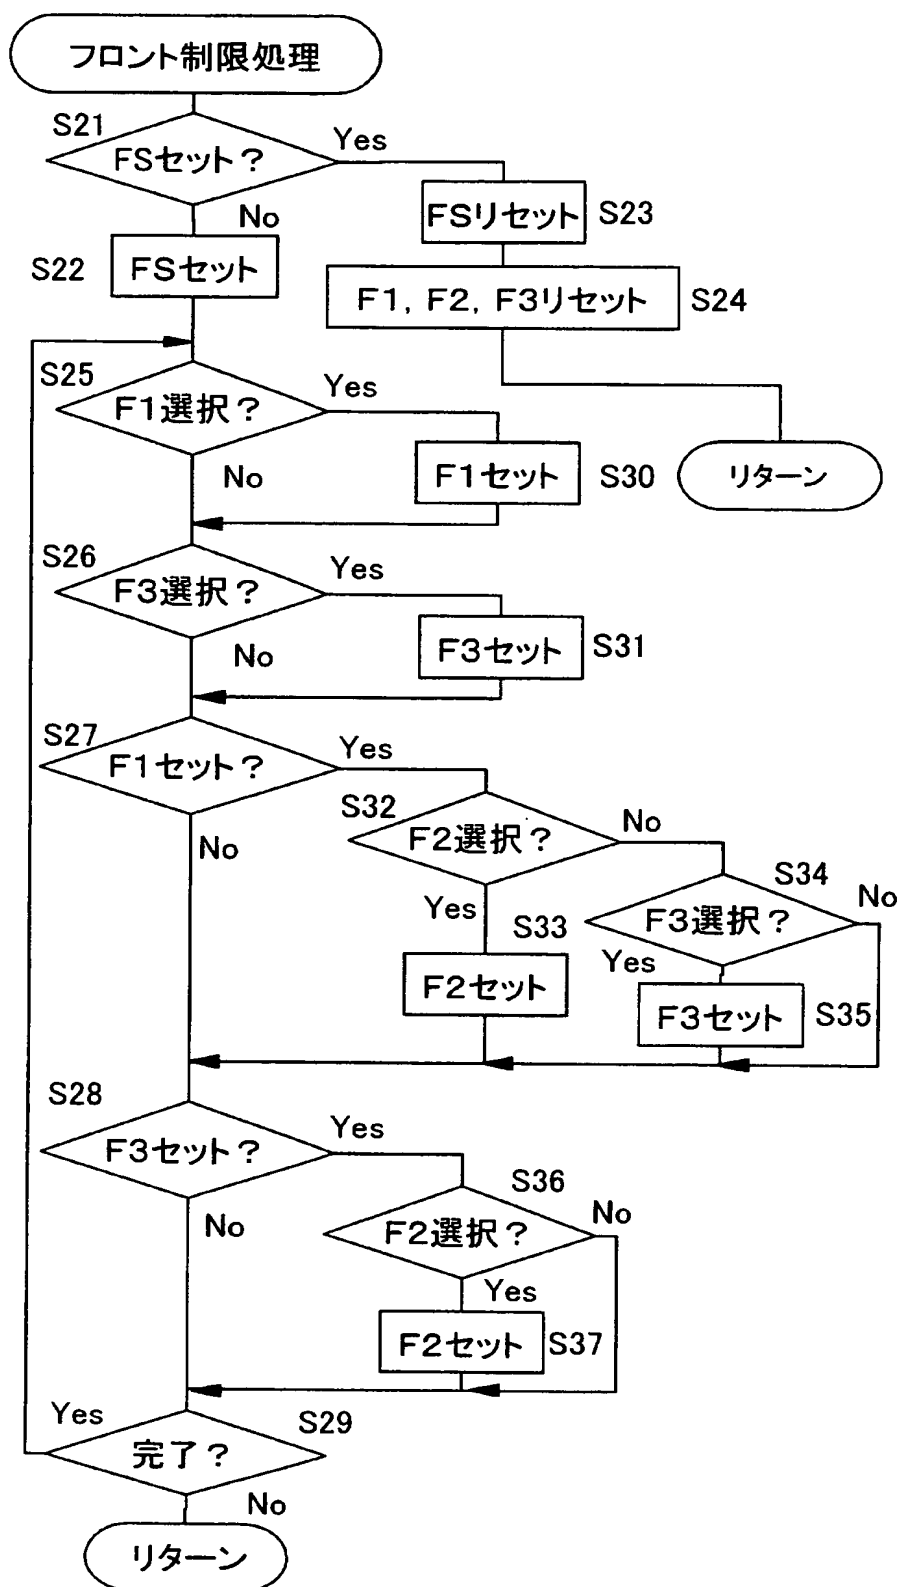 フロント制限処理
S21
FSセット？
Yes
No
FSリセット
S23
S22
FSセット
F1, F2, F3リセット
S24
S25
F1選択？
Yes
No
F1セット
S30
リターン
S26
F3選択？
Yes
No
F3セット
S31
S27
F1セット？
Yes
No
S32
F2選択？
No
Yes
S34
F3選択？
No
Yes
S33
F2セット
F3セット
S35
S28
F3セット？
Yes
No
S36
F2選択？
No
Yes
F2セット
S37
Yes
S29
完了？
No
リターン